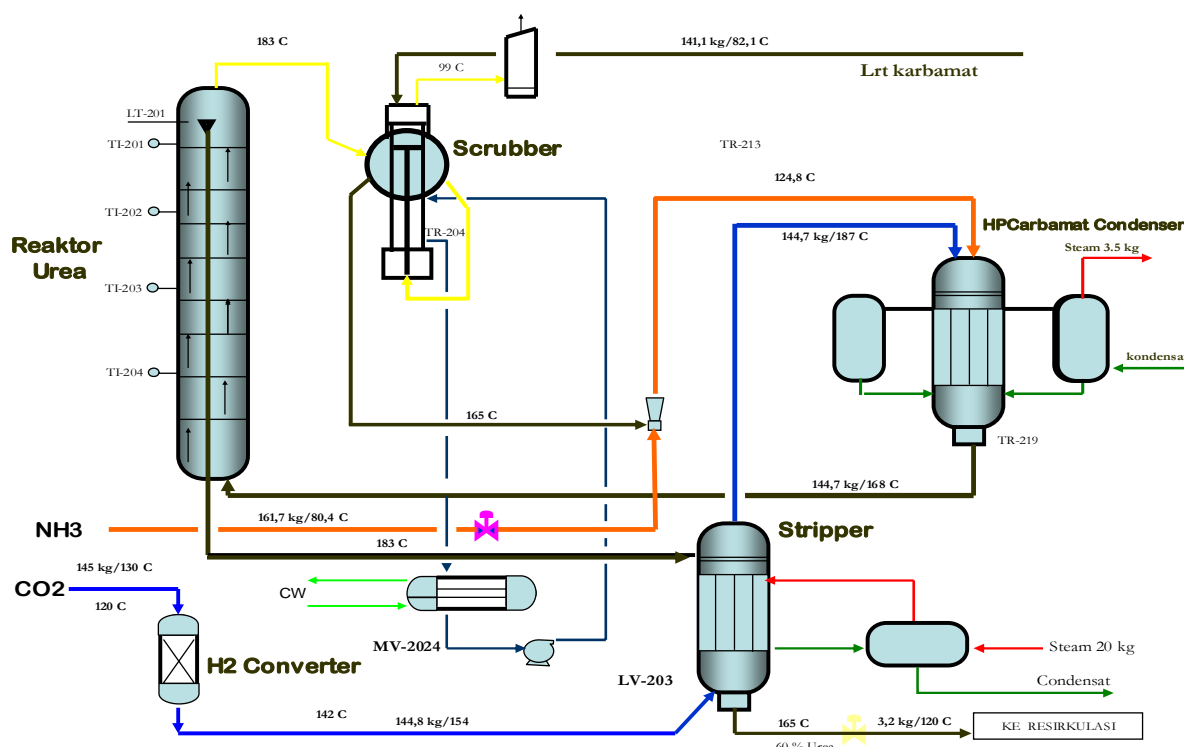 183 C
141,1 kg/82,1 C
Lrt karbamat
99 C
LT-201
TI-201
Scrubber
TR-213
TI-202
124,8 C
TR-204
144,7 kg/187 C
HPCarbamat Condenser
Steam 3.5 kg
Reaktor
Urea
TI-203
kondensat
TI-204
165 C
TR-219
144,7 kg/168 C
NH3
161,7 kg/80,4 C
Stripper
183 C
145 kg/130 C
CO2
120 C
CW
MV-2024
Steam 20 kg
H2 Converter
LV-203
Condensat
142 C
144,8 kg/154
165 C
3,2 kg/120 C
KE RESIRKULASI
60 % Urea